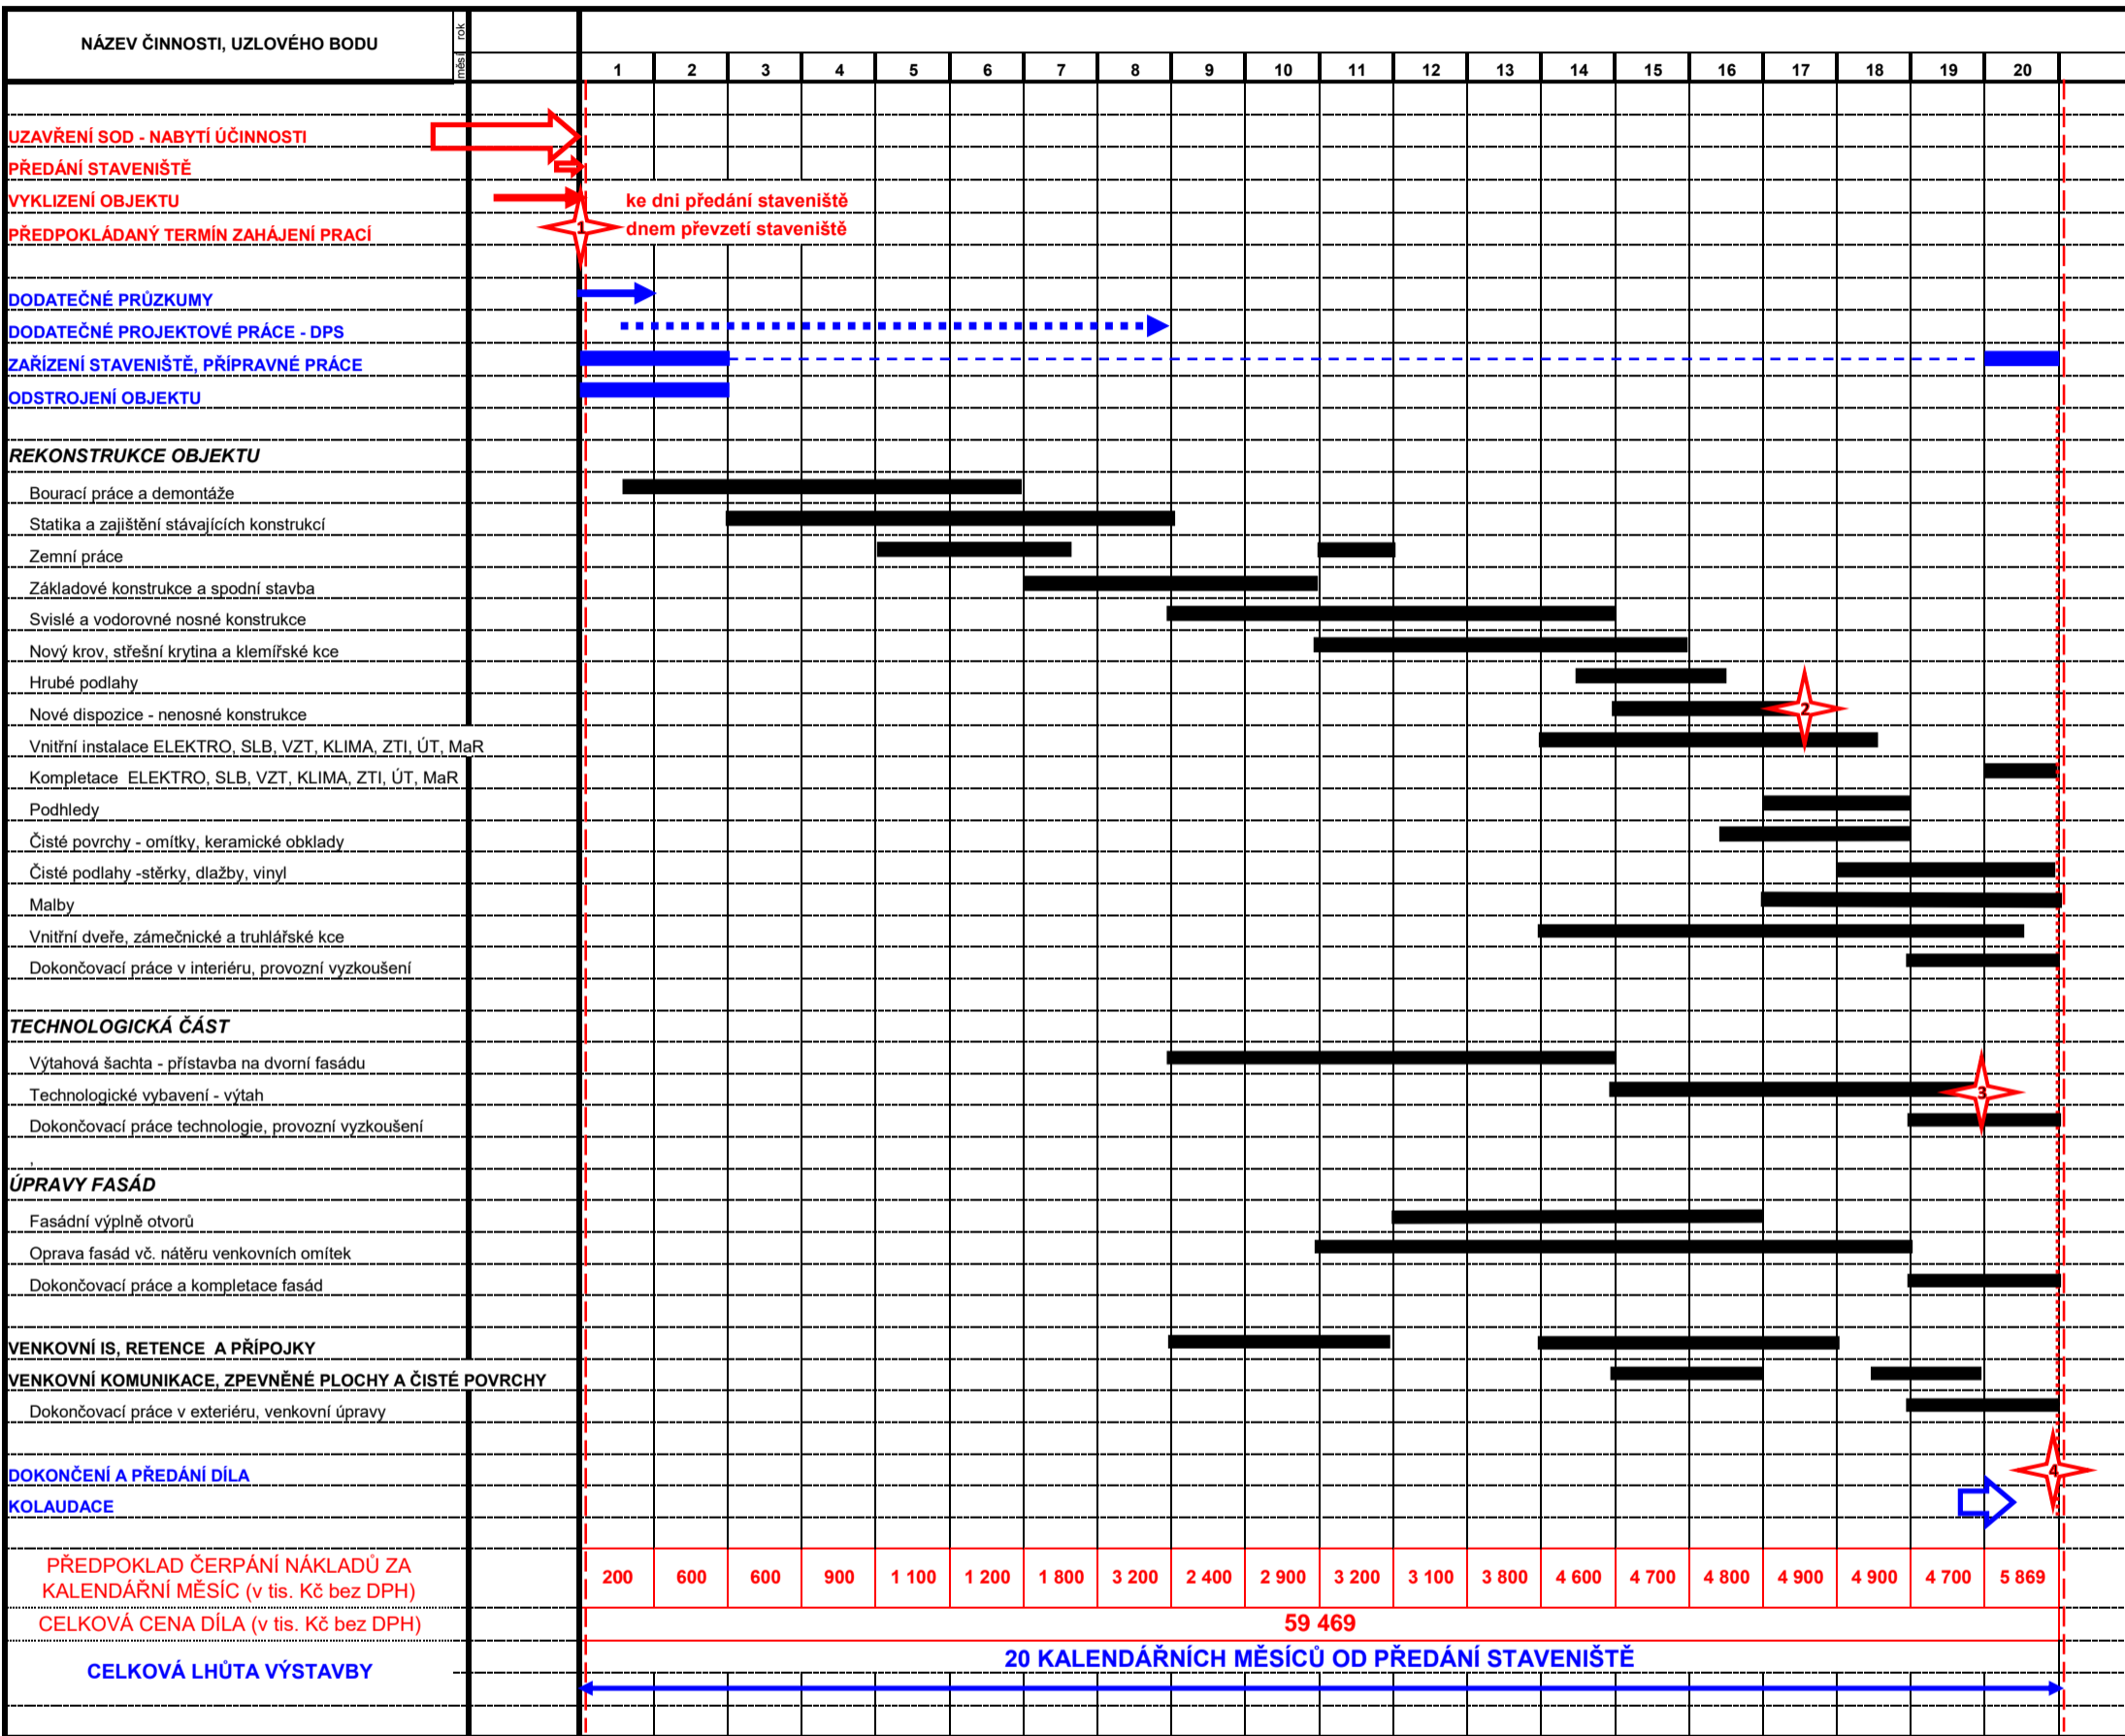 NÁZEV ČINNOSTI, UZLOVÉHO BODU
rok
měsí
1 2 3 4 5 6 7 8 9 10 11 12 13 14 15 16 17 18 19 20
UZAVŘENÍ SOD - NABYTÍ ÚČINNOSTI
PŘEDÁNÍ STAVENIŠTĚ
VYKLIZENÍ OBJEKTU ke dni předání staveniště
PŘEDPOKLÁDANÝ TERMÍN ZAHÁJENÍ PRACÍ 1 dnem převzetí staveniště
DODATEČNÉ PRŮZKUMY
DODATEČNÉ PROJEKTOVÉ PRÁCE - DPS
ZAŘÍZENÍ STAVENIŠTĚ, PŘÍPRAVNÉ PRÁCE
ODSTROJENÍ OBJEKTU
REKONSTRUKCE OBJEKTU
Bourací práce a demontáže
Statika a zajištění stávajících konstrukcí
Zemní práce
Základové konstrukce a spodní stavba
Svislé a vodorovné nosné konstrukce
Nový krov, střešní krytina a klemířské kce
Hrubé podlahy
Nové dispozice - nenosné konstrukce 2
Vnitřní instalace ELEKTRO, SLB, VZT, KLIMA, ZTI, ÚT, MaR
Kompletace ELEKTRO, SLB, VZT, KLIMA, ZTI, ÚT, MaR
Podhledy
Čisté povrchy - omítky, keramické obklady
Čisté podlahy -stěrky, dlažby, vinyl
Malby
Vnitřní dveře, zámečnické a truhlářské kce
Dokončovací práce v interiéru, provozní vyzkoušení
TECHNOLOGICKÁ ČÁST
Výtahová šachta - přístavba na dvorní fasádu
Technologické vybavení - výtah 3
Dokončovací práce technologie, provozní vyzkoušení
,
ÚPRAVY FASÁD
Fasádní výplně otvorů
Oprava fasád vč. nátěru venkovních omítek
Dokončovací práce a kompletace fasád
VENKOVNÍ IS, RETENCE A PŘÍPOJKY
VENKOVNÍ KOMUNIKACE, ZPEVNĚNÉ PLOCHY A ČISTÉ POVRCHY
Dokončovací práce v exteriéru, venkovní úpravy
DOKONČENÍ A PŘEDÁNÍ DÍLA 4
KOLAUDACE
PŘEDPOKLAD ČERPÁNÍ NÁKLADŮ ZA
KALENDÁŘNÍ MĚSÍC (v tis. Kč bez DPH)
200 600 600 900 1 100 1 200 1 800 3 200 2 400 2 900 3 200 3 100 3 800 4 600 4 700 4 800 4 900 4 900 4 700 5 869
CELKOVÁ CENA DÍLA (v tis. Kč bez DPH) 59 469
CELKOVÁ LHŮTA VÝSTAVBY 20 KALENDÁŘNÍCH MĚSÍCŮ OD PŘEDÁNÍ STAVENIŠTĚ